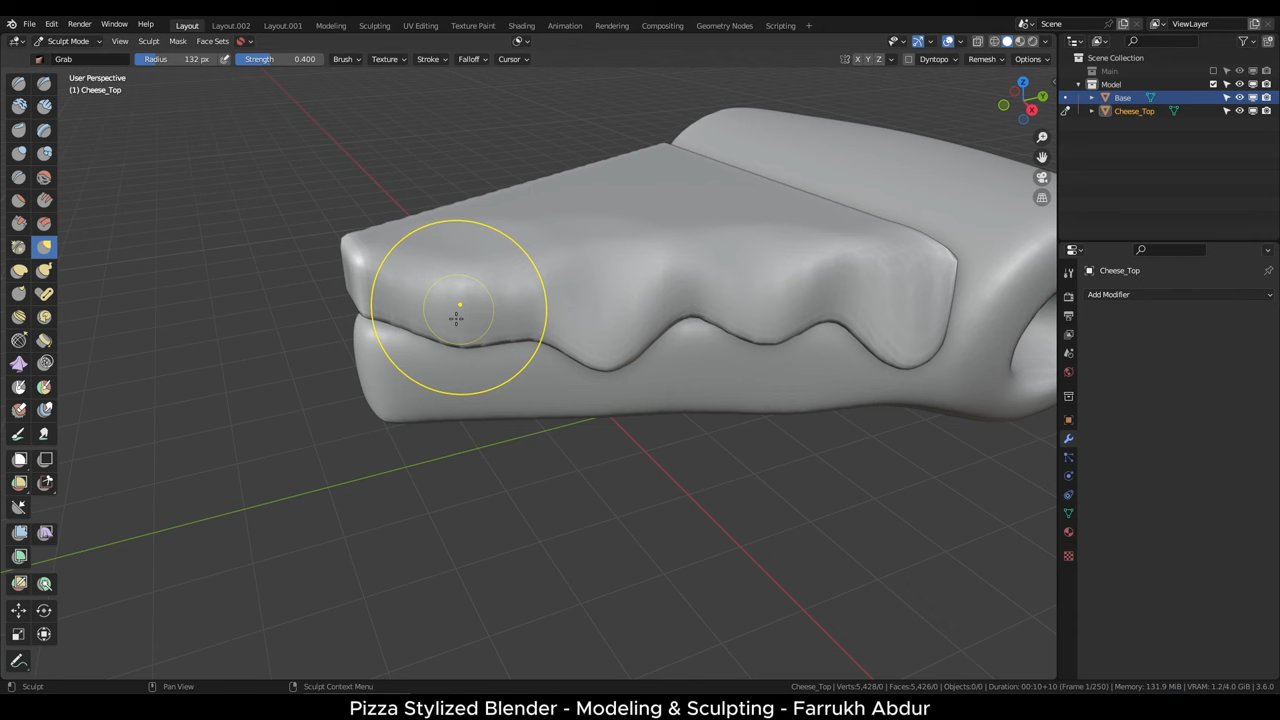 File Edit Render Window Help Layout Layout.002 Layout.001 Modeling Sculpting UV Editing Texture Paint Shading Animation Rendering Compositing Geometry Nodes Scripting + Scene ViewLayer
Sculpt Mode View Sculpt Mask Face Sets
Grab Radius 132 px Strength 0.400 Brush Texture Stroke Falloff Cursor X Y Z Dyntopo Remesh Options
Scene Collection
User Perspective
(1) Cheese_Top
Main
Model
Base
Cheese_Top
Z
Y
X
Cheese_Top
Add Modifier
Sculpt Pan View Sculpt Context Menu Cheese_Top | Verts:5,428/0 | Faces:5,426/0 | Objects:0/0 | Duration: 00:10+10 (Frame 1/250) | Memory: 131.9 MiB | VRAM: 1.2/4.0 GiB | 3.6.0
Pizza Stylized Blender - Modeling & Sculpting - Farrukh Abdur